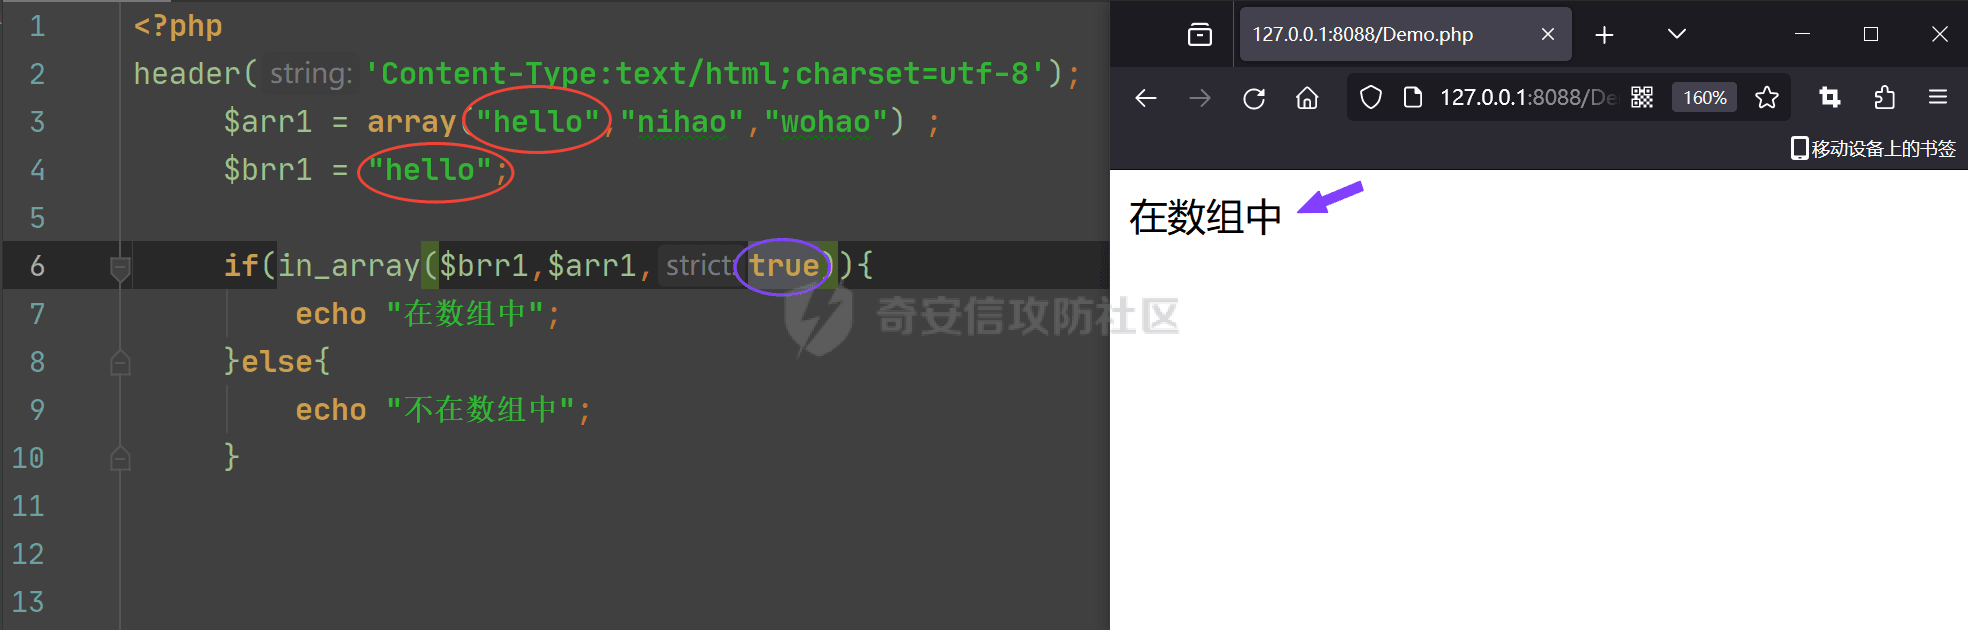 1 <?php
2 header( string: 'Content-Type:text/html;charset=utf-8');
3 $arr1 = array("hello","nihao","wohao") ;
4 $brr1 = "hello";
5
6 if(in_array($brr1,$arr1, strict: true)){
7 echo "在数组中";
8 }else{
9 echo "不在数组中";
10 }
11
12
13
奇安信攻防社区
127.0.0.1:8088/Demo.php
127.0.0.1:8088/De
160%
移动设备上的书签
在数组中